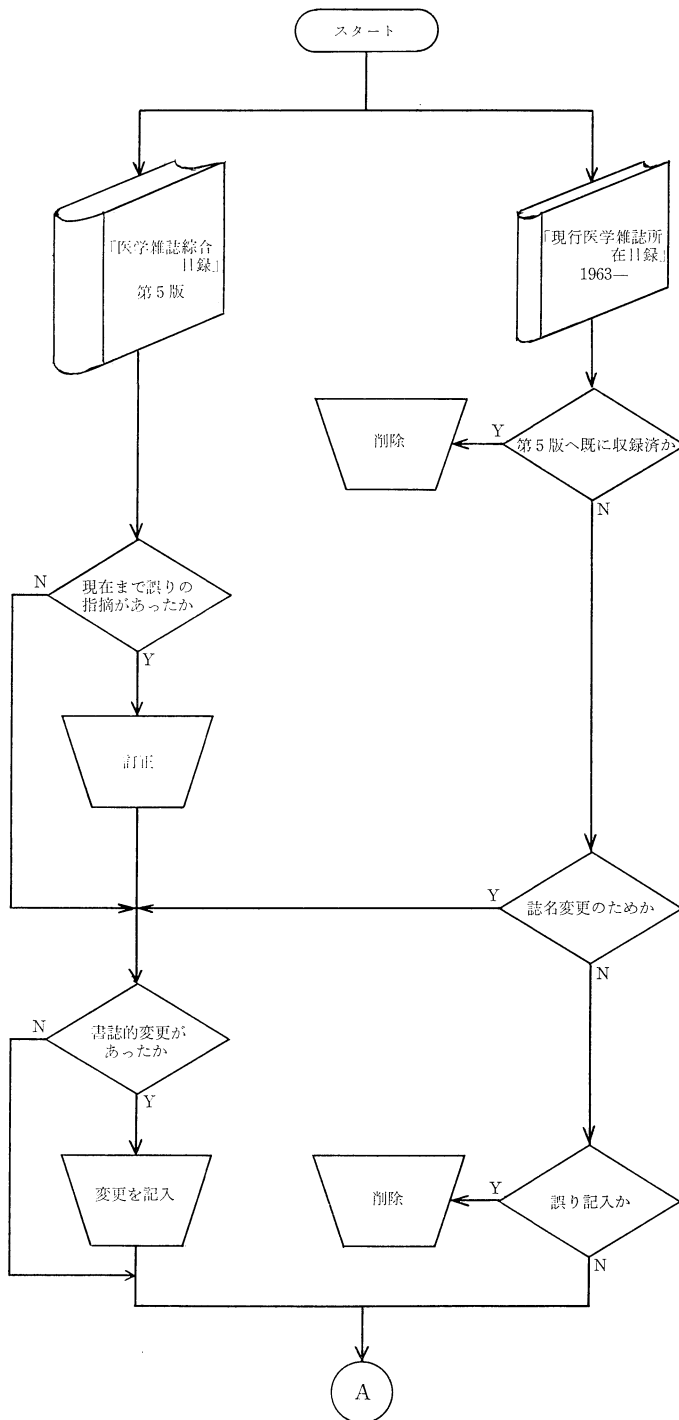 スタート
『医学雑誌綜合
目録』
第5版
『現行医学雑誌所
在目録』
1963—
第5版へ既に収録済か
Y
N
削除
現在まで誤りの
指摘があったか
N
Y
訂正
誌名変更のためか
Y
N
書誌的変更が
あったか
N
Y
変更を記入
誤り記入か
Y
N
削除
A